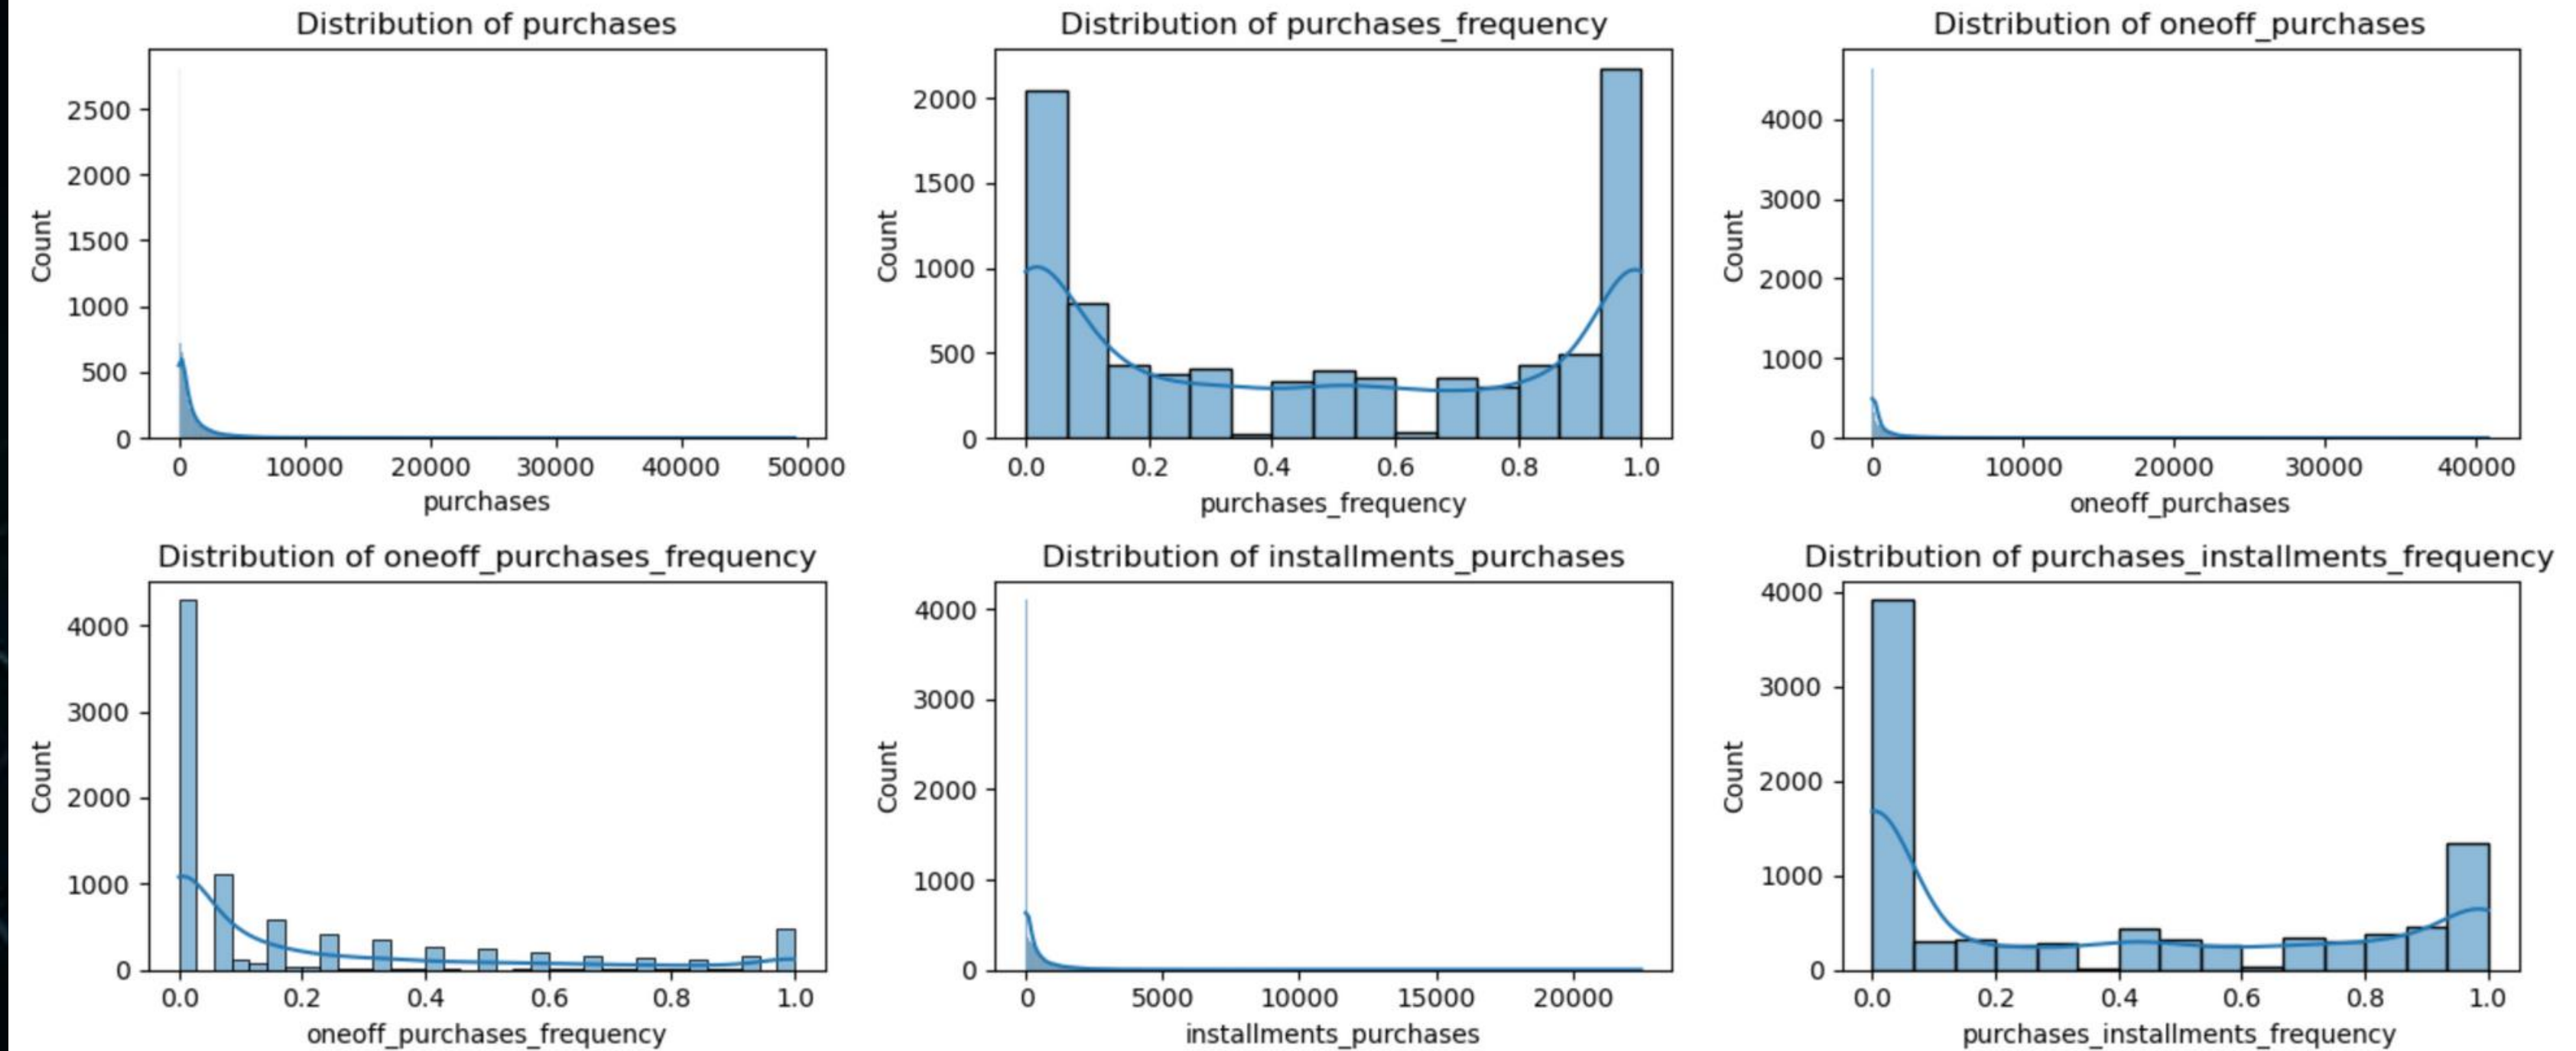 Distribution of purchases
Count
2500
2000
1500
1000
500
0
0 10000 20000 30000 40000 50000
purchases
Distribution of purchases_frequency
Count
2000
1500
1000
500
0
0.0 0.2 0.4 0.6 0.8 1.0
purchases_frequency
Distribution of oneoff_purchases
Count
4000
3000
2000
1000
0
0 10000 20000 30000 40000
oneoff_purchases
Distribution of oneoff_purchases_frequency
Count
4000
3000
2000
1000
0
0.0 0.2 0.4 0.6 0.8 1.0
oneoff_purchases_frequency
Distribution of installments_purchases
Count
4000
3000
2000
1000
0
0 5000 10000 15000 20000
installments_purchases
Distribution of purchases_installments_frequency
Count
4000
3000
2000
1000
0
0.0 0.2 0.4 0.6 0.8 1.0
purchases_installments_frequency